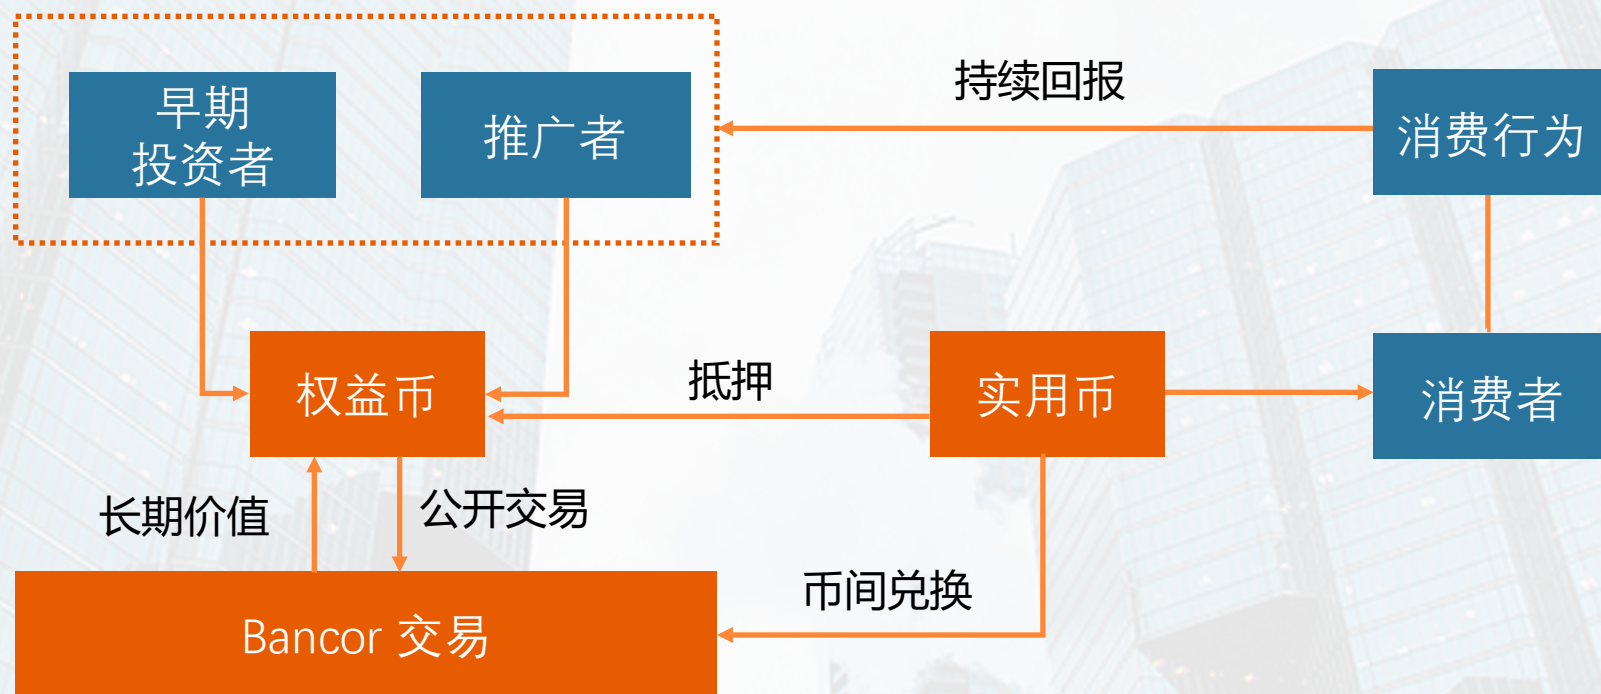 早期
投资者
推广者
持续回报
消费行为
权益币
抵押
实用币
消费者
长期价值
公开交易
币间兑换
Bancor 交易